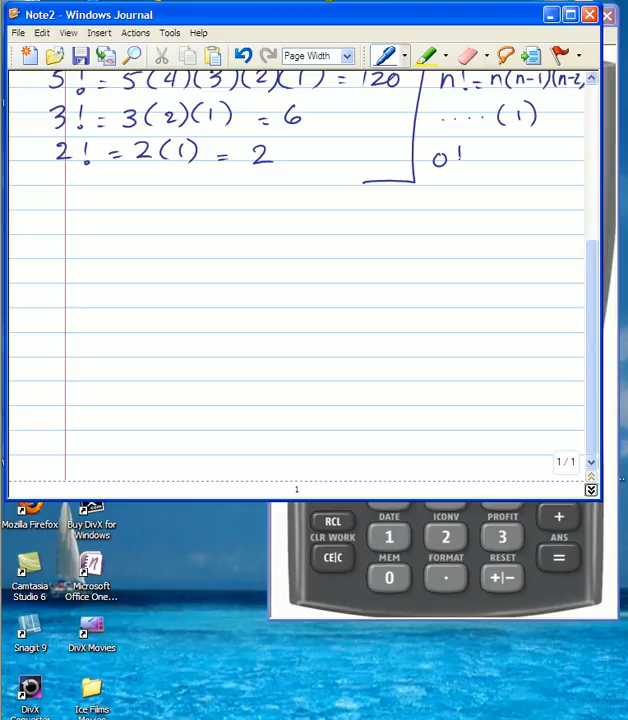 Note2 - Windows Journal
File Edit View Insert Actions Tools Help
Page Width
5! = 5(4)(3)(2)(1) = 120
3! = 3(2)(1) = 6
2! = 2(1) = 2
n! = n(n-1)(n-2,
.... (1)
0!
1/1
1
Mozilla Firefox
Buy DivX for Windows
Camtasia Studio 6
Microsoft Office One...
Snagit 9
DivX Movies
DivX
Ice Films
RCL
DATE ICONV PROFIT
1 2 3 +
CLR WORK
MEM FORMAT RESET ANS
CE|C 0 . +|- =